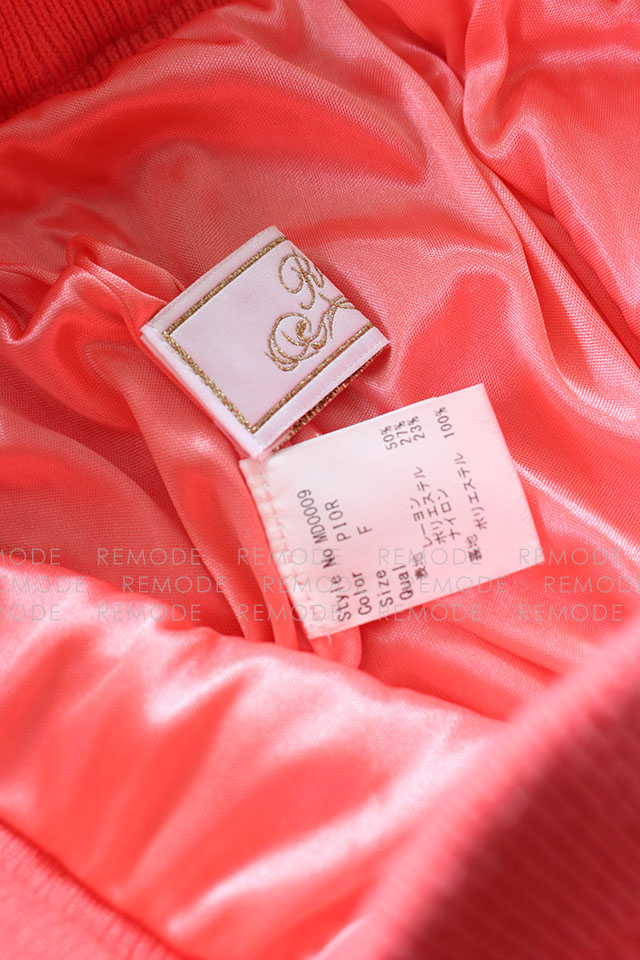 R
Style No MD0009
Color PIOR
Size F
Qual
表地 レーヨン 50%
ポリエステル 27%
ナイロン 23%
(裏地 ポリエステル 100%
REMODE REMODE REMODE REMODE REMODE
REMODE REMODE REMODE REMODE
REMODE REMODE REMODE REMODE REMODE